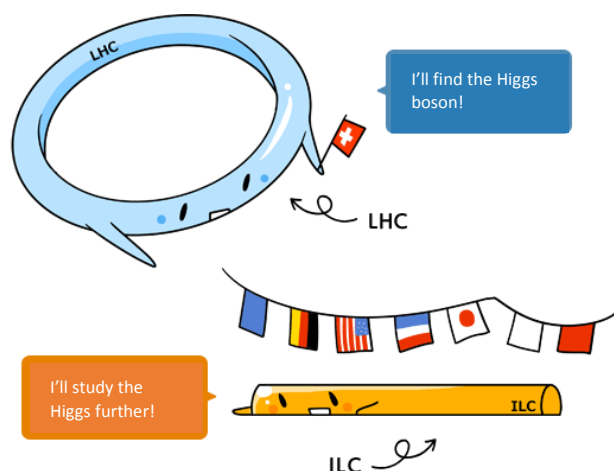 LHC
I'll find the Higgs
boson!
LHC
I'll study the
Higgs further!
ILC
ILC